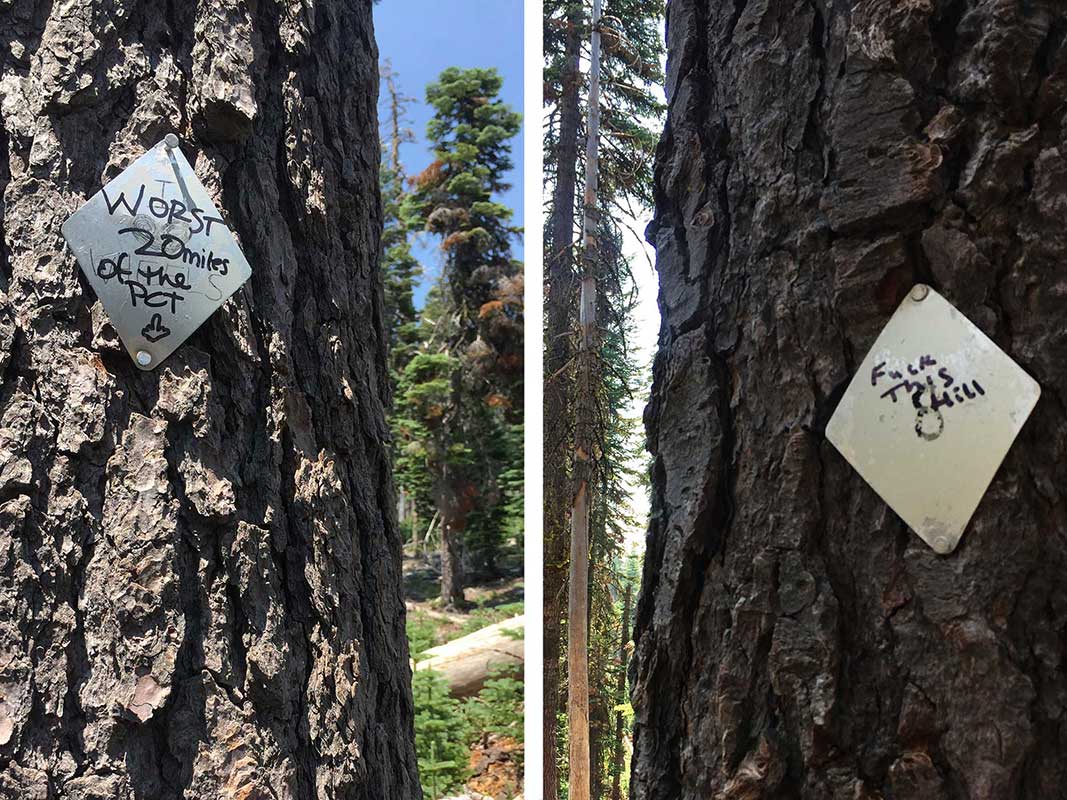 WORST
20 miles
of the
PCT
Fuck
This
Hill